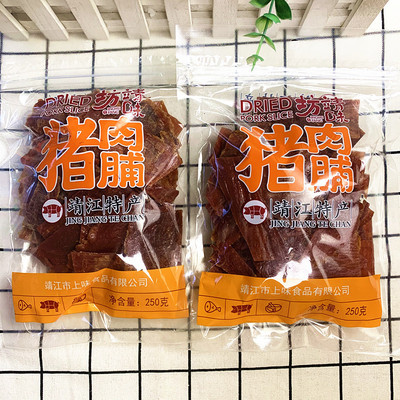 DRIED
PORK SLICE
猪肉脯
靖江特产
JING JIANG TE CHAN
靖江市上味食品有限公司
净含量: 250克
DRIED
PORK SLICE
猪肉脯
靖江特产
JING JIANG TE CHAN
靖江市上味食品有限公司
净含量: 250克